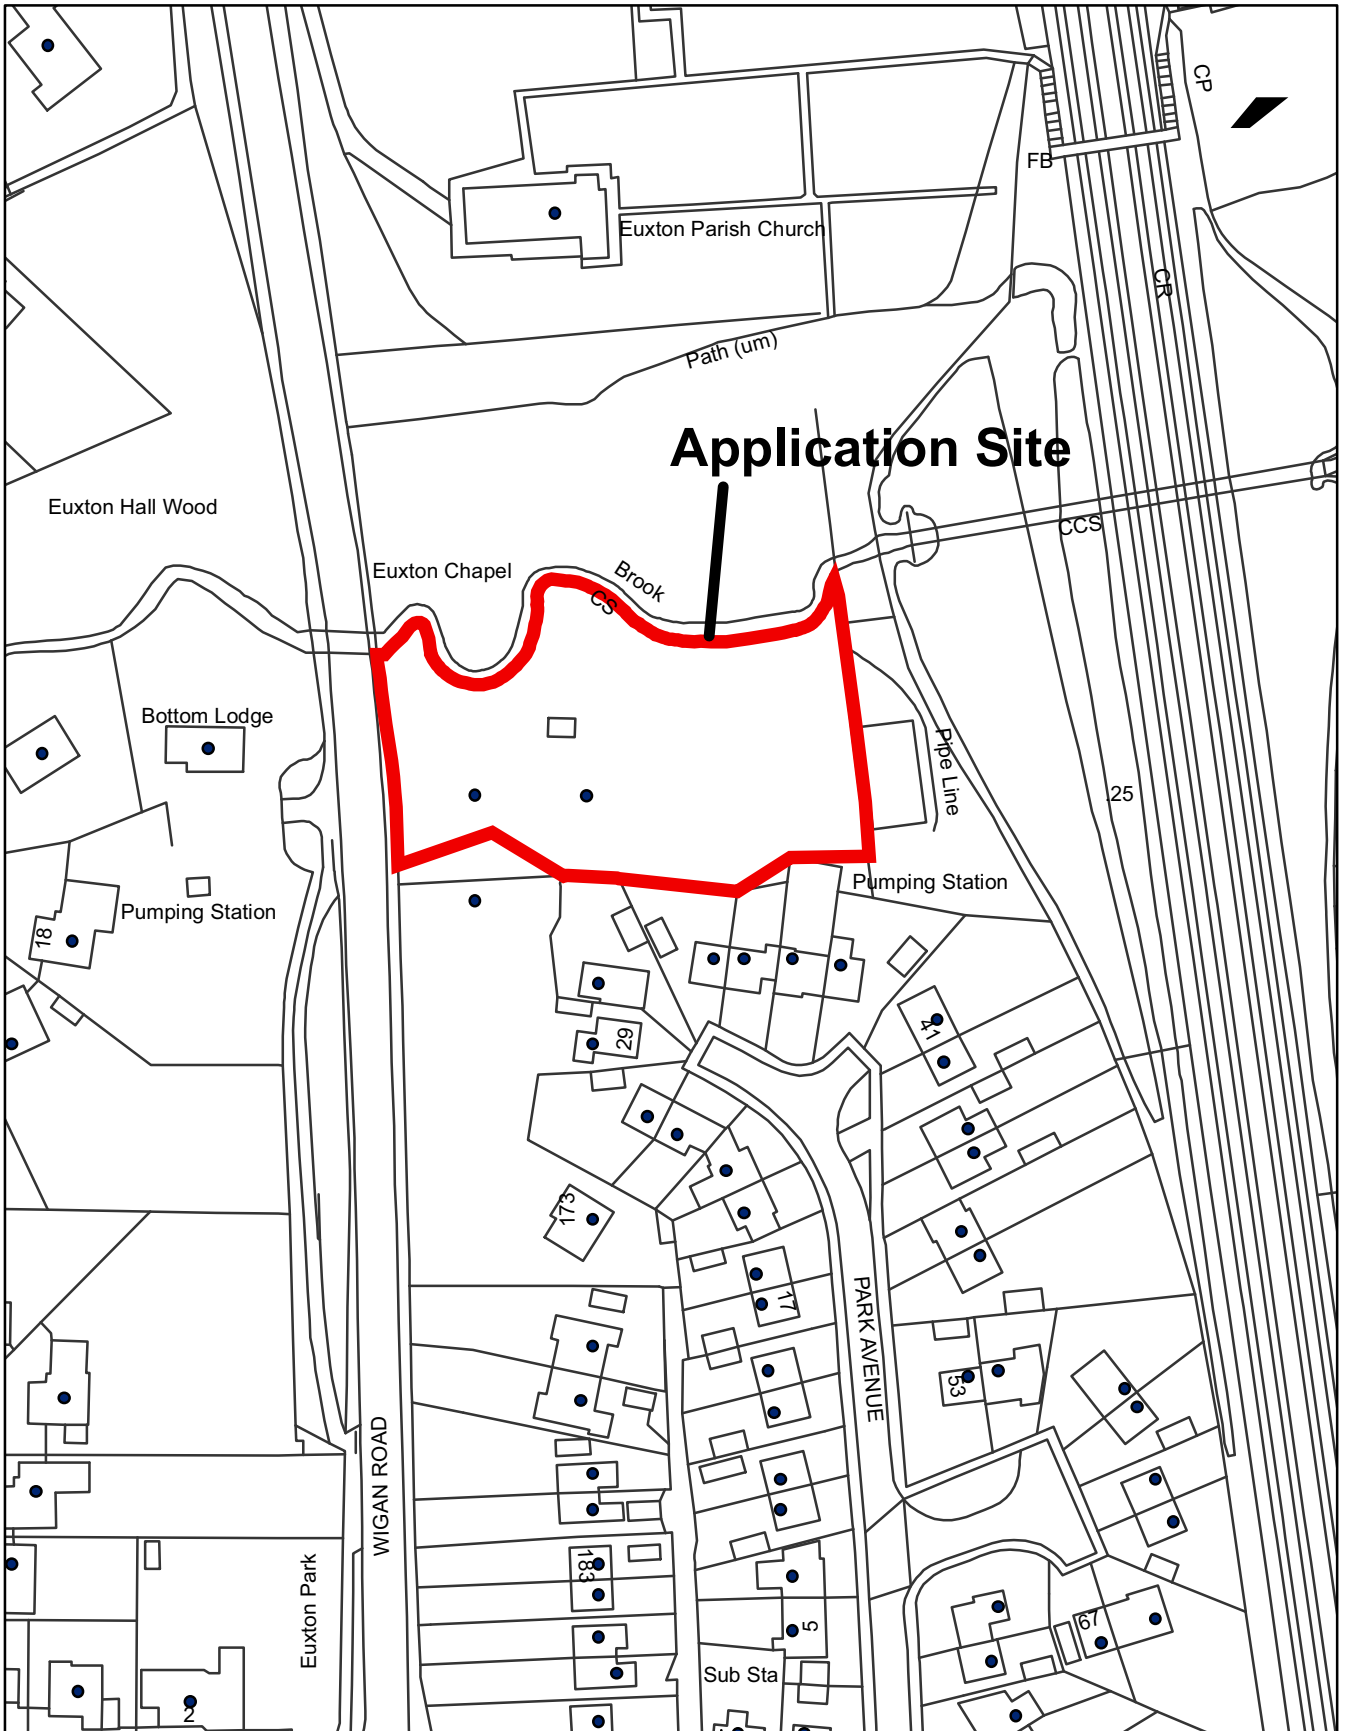 CP
FB
Euxton Parish Church
CR
Path (um)
Application Site
Euxton Hall Wood
CCS
Euxton Chapel
Brook
CS
Bottom Lodge
Pipe Line
.25
Pumping Station
Pumping Station
18
41
29
173
17
PARK AVENUE
53
WIGAN ROAD
183
Euxton Park
5
67
Sub Sta
2